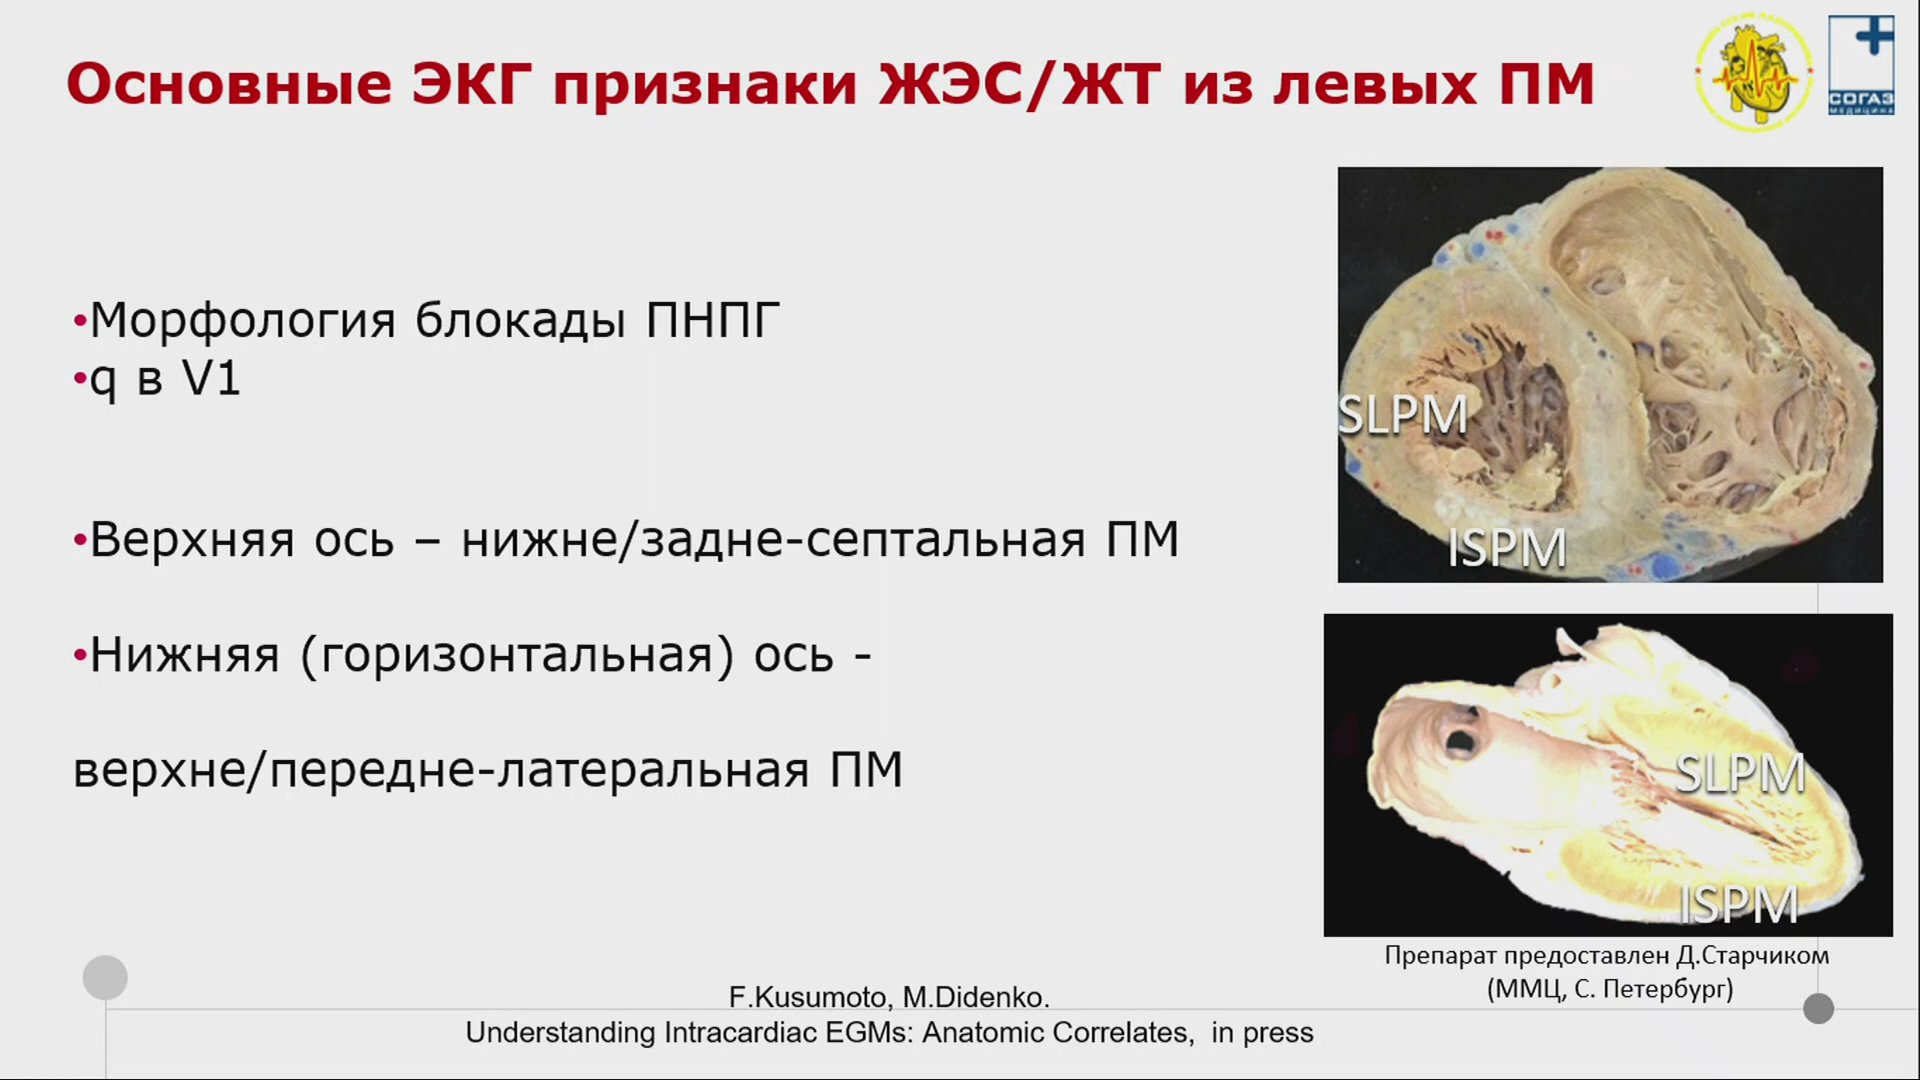 Основные ЭКГ признаки ЖЭС/ЖТ из левых ПМ
СОГАЗ
медицина
•Морфология блокады ПНПГ
•q в V1
•Верхняя ось – нижне/задне-септальная ПМ
•Нижняя (горизонтальная) ось -
верхне/передне-латеральная ПМ
SLPM
ISPM
SLPM
ISPM
Препарат предоставлен Д.Старчиком
(ММЦ, С. Петербург)
F.Kusumoto, M.Didenko.
Understanding Intracardiac EGMs: Anatomic Correlates, in press